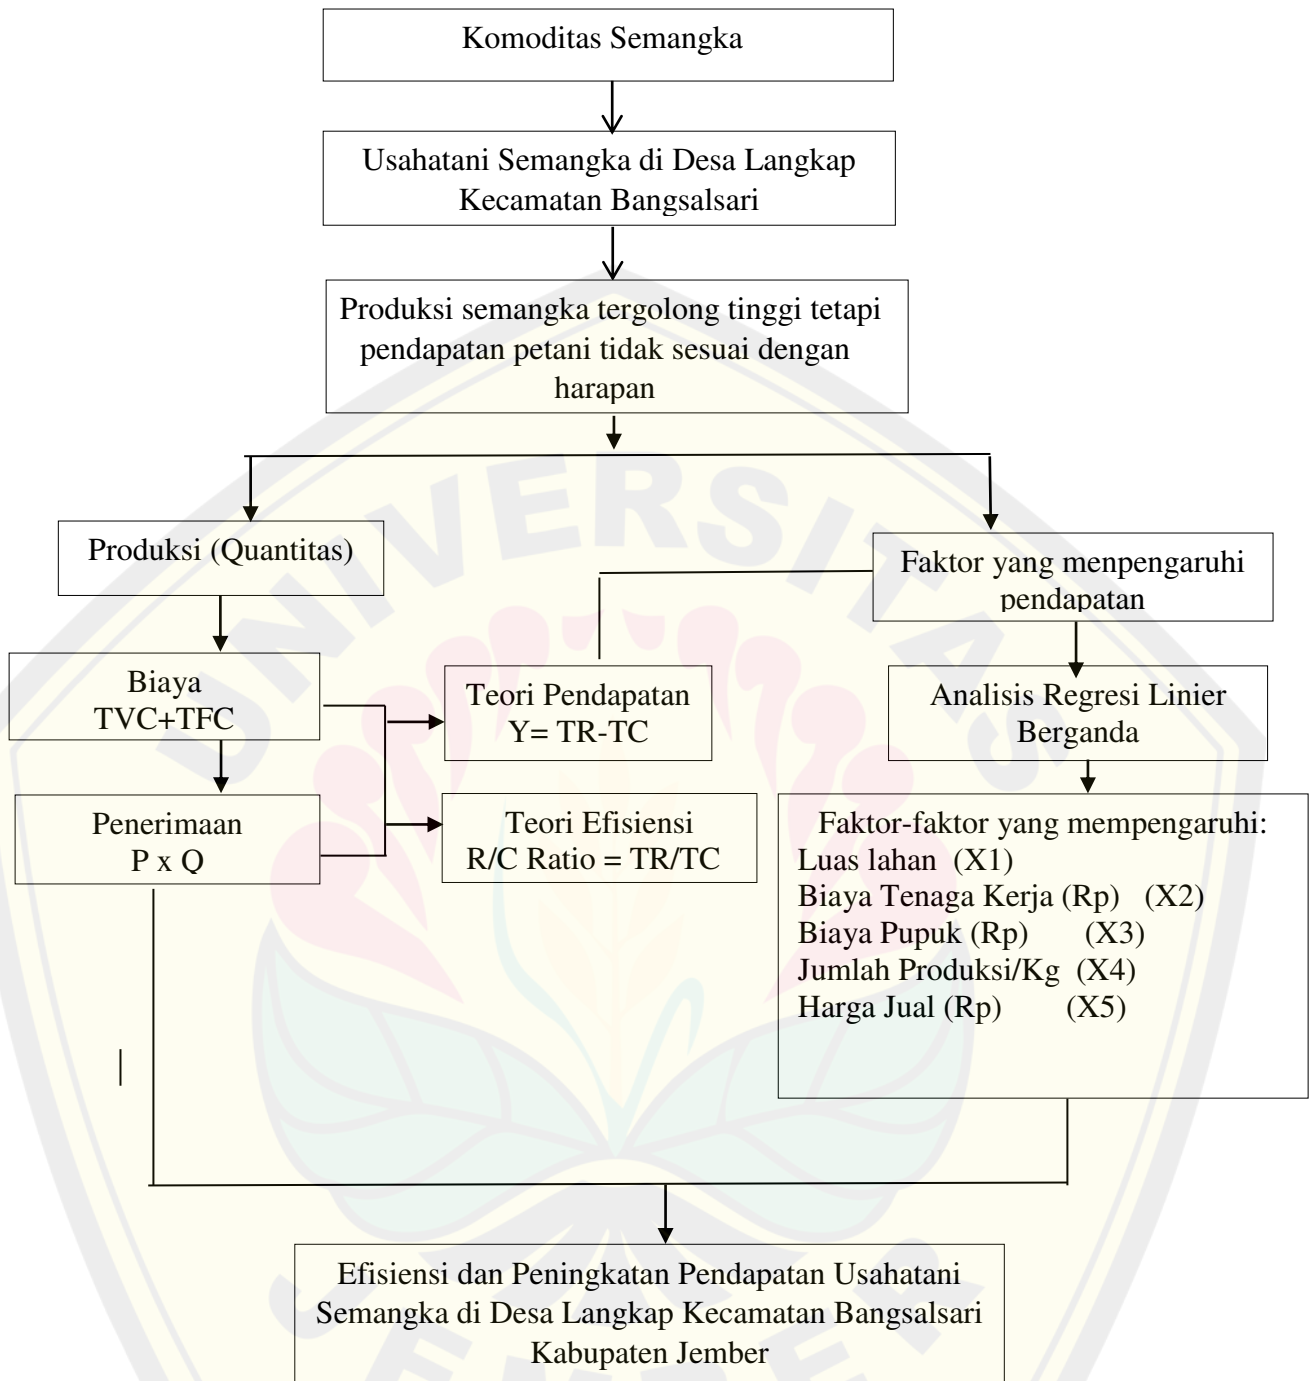 Komoditas Semangka
Usahatani Semangka di Desa Langkap
Kecamatan Bangsalsari
Produksi semangka tergolong tinggi tetapi
pendapatan petani tidak sesuai dengan
harapan
Produksi (Quantitas)
Faktor yang menpengaruhi
pendapatan
Biaya
TVC+TFC
Teori Pendapatan
Y= TR-TC
Analisis Regresi Linier
Berganda
Penerimaan
P x Q
Teori Efisiensi
R/C Ratio = TR/TC
Faktor-faktor yang mempengaruhi:
Luas lahan (X1)
Biaya Tenaga Kerja (Rp) (X2)
Biaya Pupuk (Rp) (X3)
Jumlah Produksi/Kg (X4)
Harga Jual (Rp) (X5)
Efisiensi dan Peningkatan Pendapatan Usahatani
Semangka di Desa Langkap Kecamatan Bangsalsari
Kabupaten Jember
UNIVERSITAS
JEMBER